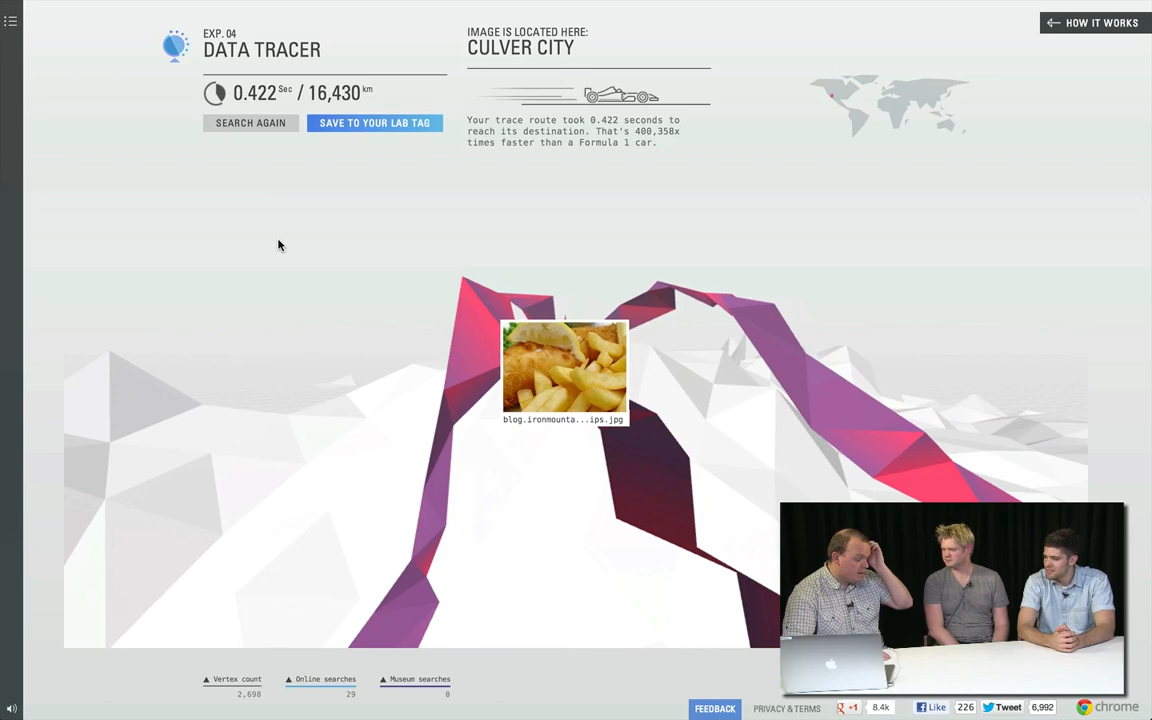 EXP. 04
DATA TRACER
0.422 Sec / 16,430 km
SEARCH AGAIN
SAVE TO YOUR LAB TAG
IMAGE IS LOCATED HERE:
CULVER CITY
Your trace route took 0.422 seconds to
reach its destination. That's 400,358x
times faster than a Formula 1 car.
HOW IT WORKS
blog.ironmounta...ips.jpg
Vertex count
2,698
Online searches
29
Museum searches
0
FEEDBACK
PRIVACY & TERMS
g +1
8.4k
Like
226
Tweet
6,992
chrome